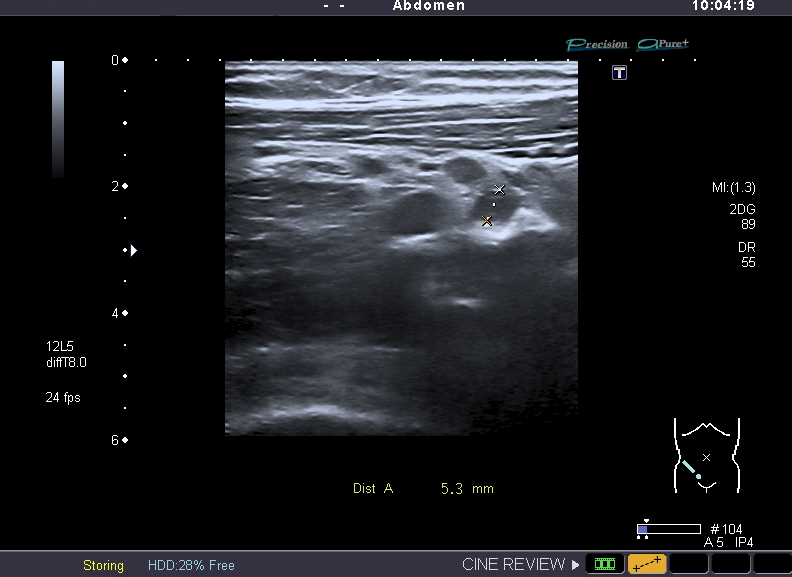 - - Abdomen 10:04:19
Precision APure+
T
0
2
4
6
MI:(1.3)
2DG
89
DR
55
12L5
diffT8.0
24 fps
Dist A 5.3 mm
#104
A 5 IP4
Storing HDD:28% Free CINE REVIEW